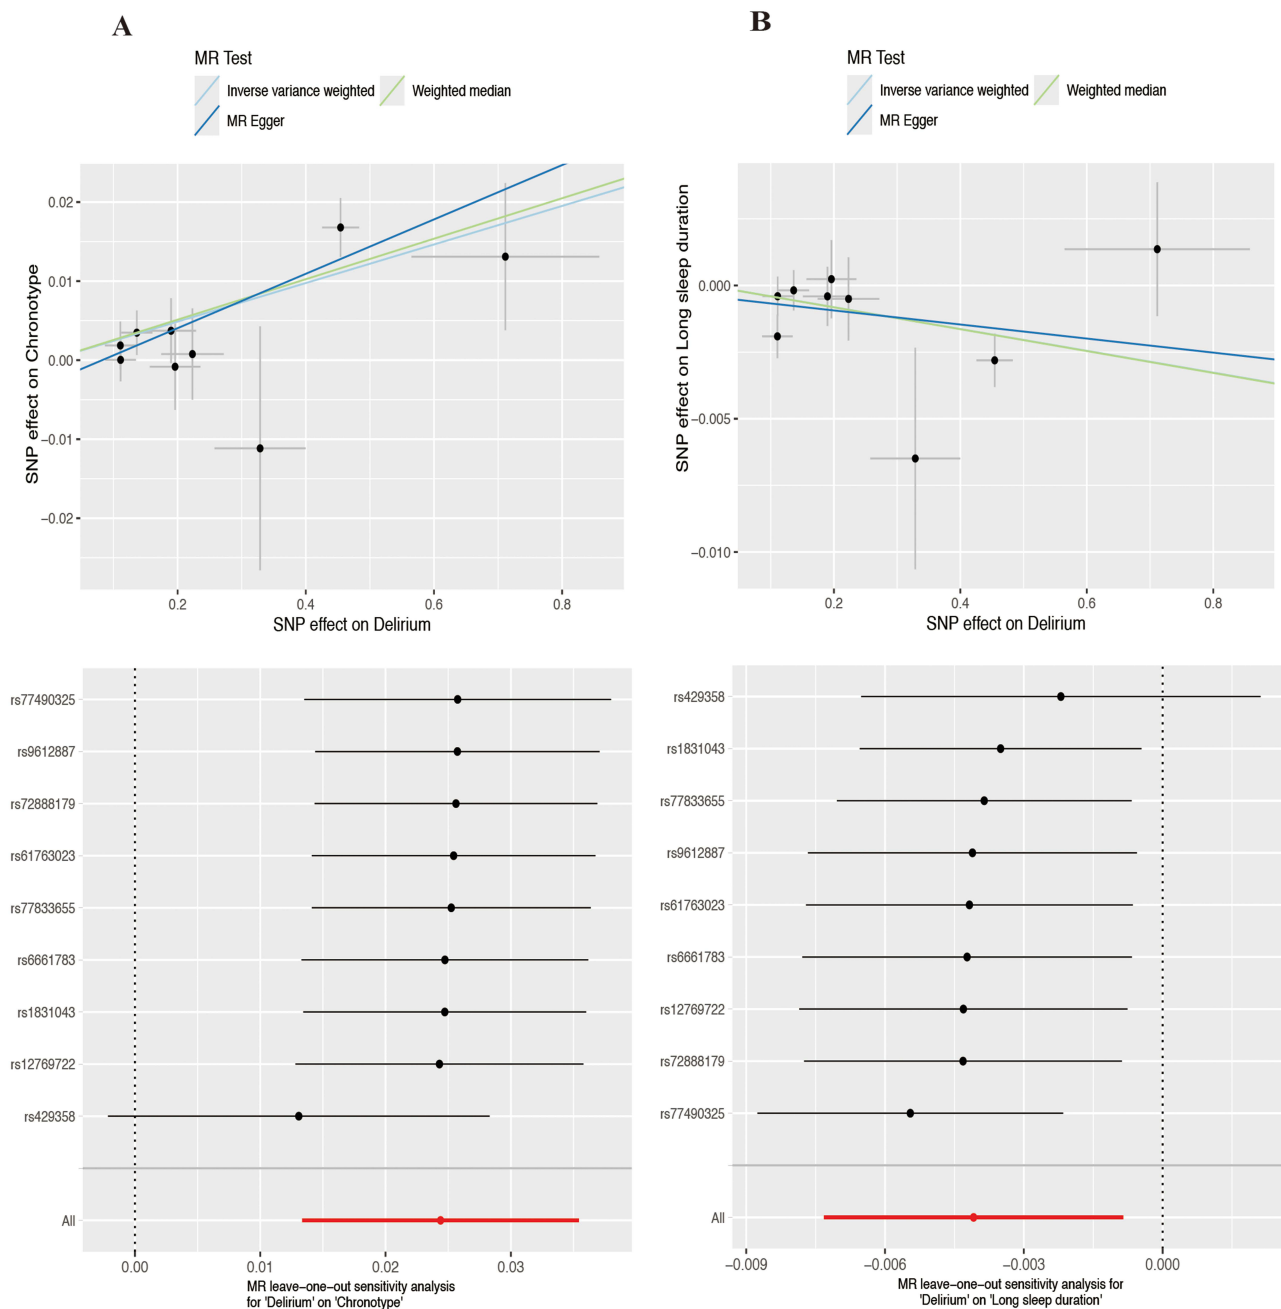 A
MR Test
Inverse variance weighted
Weighted median
MR Egger
SNP effect on Chronotype
0.02
0.01
0.00
−0.01
−0.02
0.2
0.4
0.6
0.8
SNP effect on Delirium
B
MR Test
Inverse variance weighted
Weighted median
MR Egger
SNP effect on Long sleep duration
0.000
−0.005
−0.010
0.2
0.4
0.6
0.8
SNP effect on Delirium
rs77490325
rs9612887
rs72888179
rs61763023
rs77833655
rs6661783
rs1831043
rs12769722
rs429358
All
0.00
0.01
0.02
0.03
MR leave−one−out sensitivity analysis
for 'Delirium' on 'Chronotype'
rs429358
rs1831043
rs77833655
rs9612887
rs61763023
rs6661783
rs12769722
rs72888179
rs77490325
All
−0.009
−0.006
−0.003
0.000
MR leave−one−out sensitivity analysis for
'Delirium' on 'Long sleep duration'